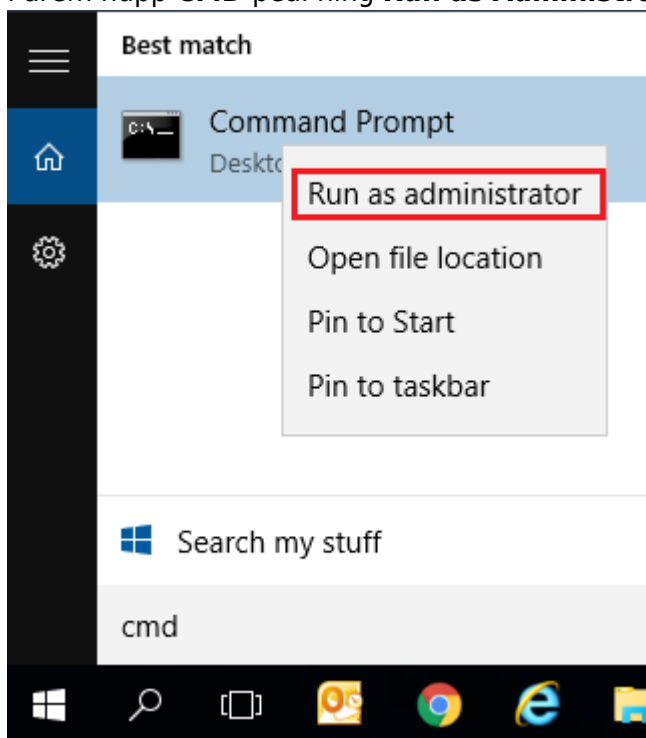 Best match
Command Prompt
Run as administrator
Open file location
Pin to Start
Pin to taskbar
Search my stuff
cmd